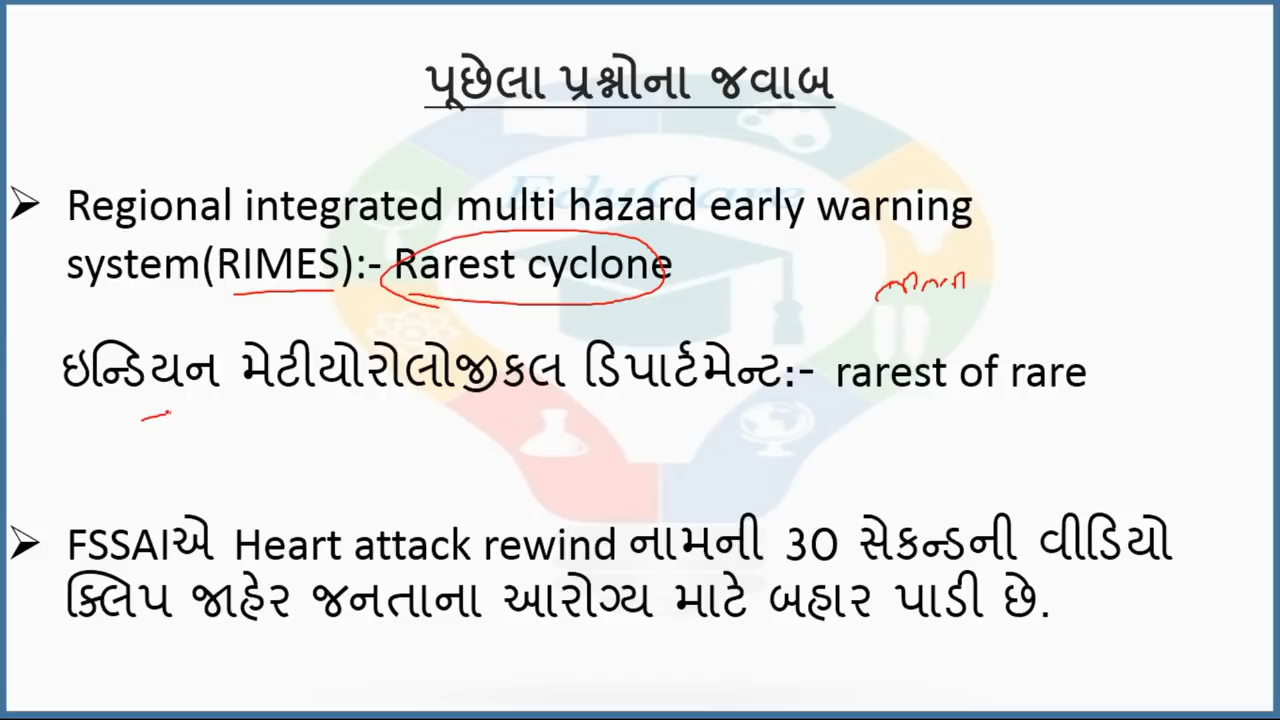 પૂછેલા પ્રશ્નોના જવાબ
EduCare
➢ Regional integrated multi hazard early warning
system(RIMES):- Rarest cyclone
ઇન્ડિયન મેટીયોરોલોજીકલ ડિપાર્ટમેન્ટ:- rarest of rare
➢ FSSAIએ Heart attack rewind નામની 30 સેકન્ડની વીડિયો
ક્લિપ જાહેર જનતાના આરોગ્ય માટે બહાર પાડી છે.